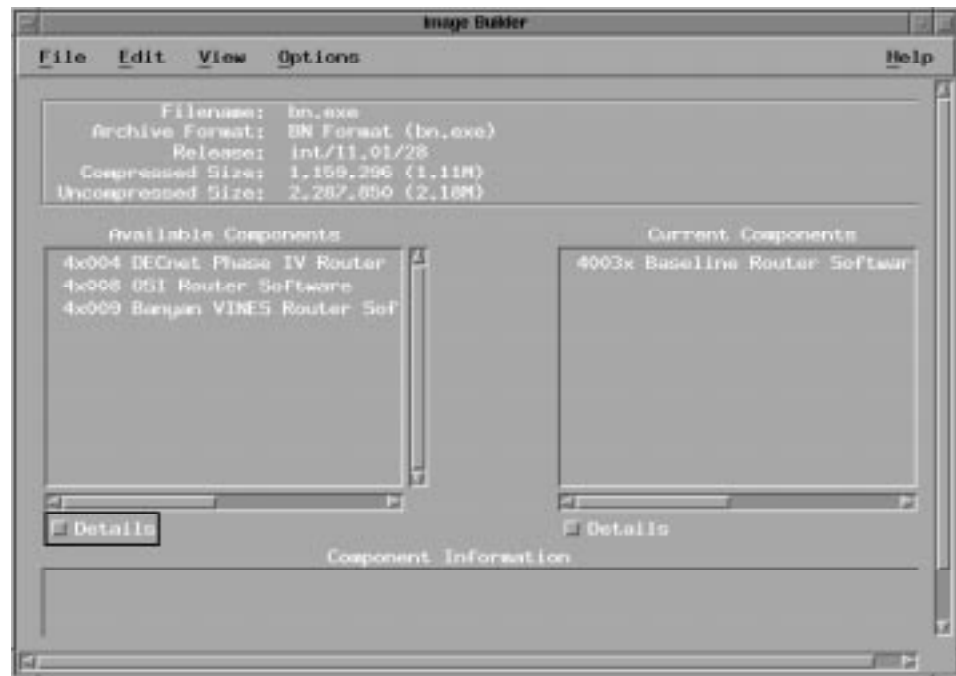 Image Builder
File Edit View Options Help
Filename: bn.exe
Archive Format: BN Format (bn.exe)
Release: int/11.01/28
Compressed Size: 1,159,296 (1.11M)
Uncompressed Size: 2,287,850 (2.18M)
Available Components
4x004 DECnet Phase IV Router
4x008 OSI Router Software
4x009 Banyan VINES Router Sof
Details
Current Components
4003x Baseline Router Softwar
Details
Component Information